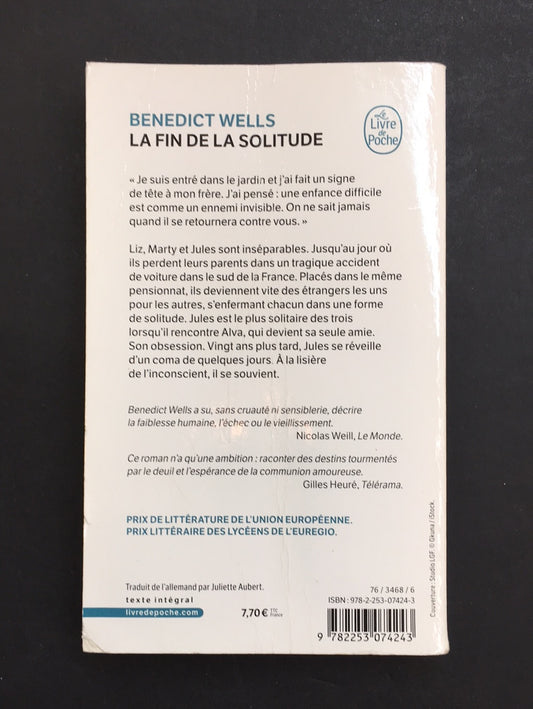 BENEDICT WELLS
LA FIN DE LA SOLITUDE
Le
Livre
de
Poche
« Je suis entré dans le jardin et j'ai fait un signe
de tête à mon frère. J'ai pensé : une enfance difficile
est comme un ennemi invisible. On ne sait jamais
quand il se retournera contre vous. »
Liz, Marty et Jules sont inséparables. Jusqu'au jour où
ils perdent leurs parents dans un tragique accident
de voiture dans le sud de la France. Placés dans le même
pensionnat, ils deviennent vite des étrangers les uns
pour les autres, s'enfermant chacun dans une forme
de solitude. Jules est le plus solitaire des trois
lorsqu'il rencontre Alva, qui devient sa seule amie.
Son obsession. Vingt ans plus tard, Jules se réveille
d'un coma de quelques jours. À la lisière
de l'inconscient, il se souvient.
Benedict Wells a su, sans cruauté ni sensiblerie, décrire
la faiblesse humaine, l'échec ou le vieillissement.
Nicolas Weill, Le Monde.
Ce roman n'a qu'une ambition : raconter des destins tourmentés
par le deuil et l'espérance de la communion amoureuse.
Gilles Heuré, Télérama.
PRIX DE LITTÉRATURE DE L'UNION EUROPÉENNE.
PRIX LITTÉRAIRE DES LYCÉENS DE L'EUREGIO.
Couverture : Studio LGF. © Gkuna / iStock.
Traduit de l'allemand par Juliette Aubert.
texte intégral
livredepoche.com
7,70 € TTC
France
76 / 3468 / 6
ISBN : 978-2-253-07424-3
9 782253 074243